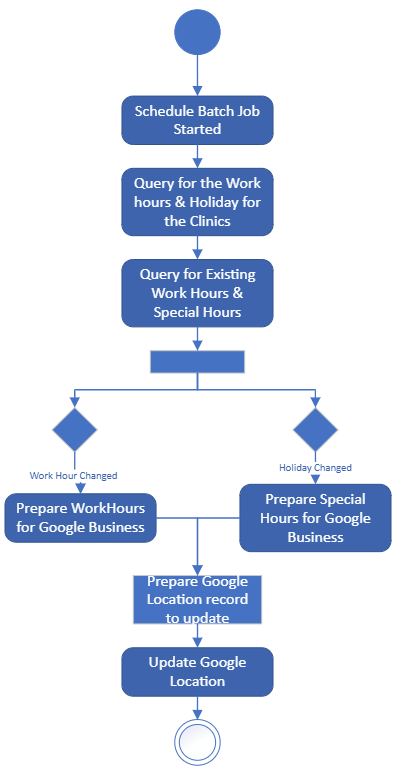 Schedule Batch Job
Started
Query for the Work
hours & Holiday for
the Clinics
Query for Existing
Work Hours &
Special Hours
Work Hour Changed
Holiday Changed
Prepare WorkHours
for Google Business
Prepare Special
Hours for Google
Business
Prepare Google
Location record
to update
Update Google
Location